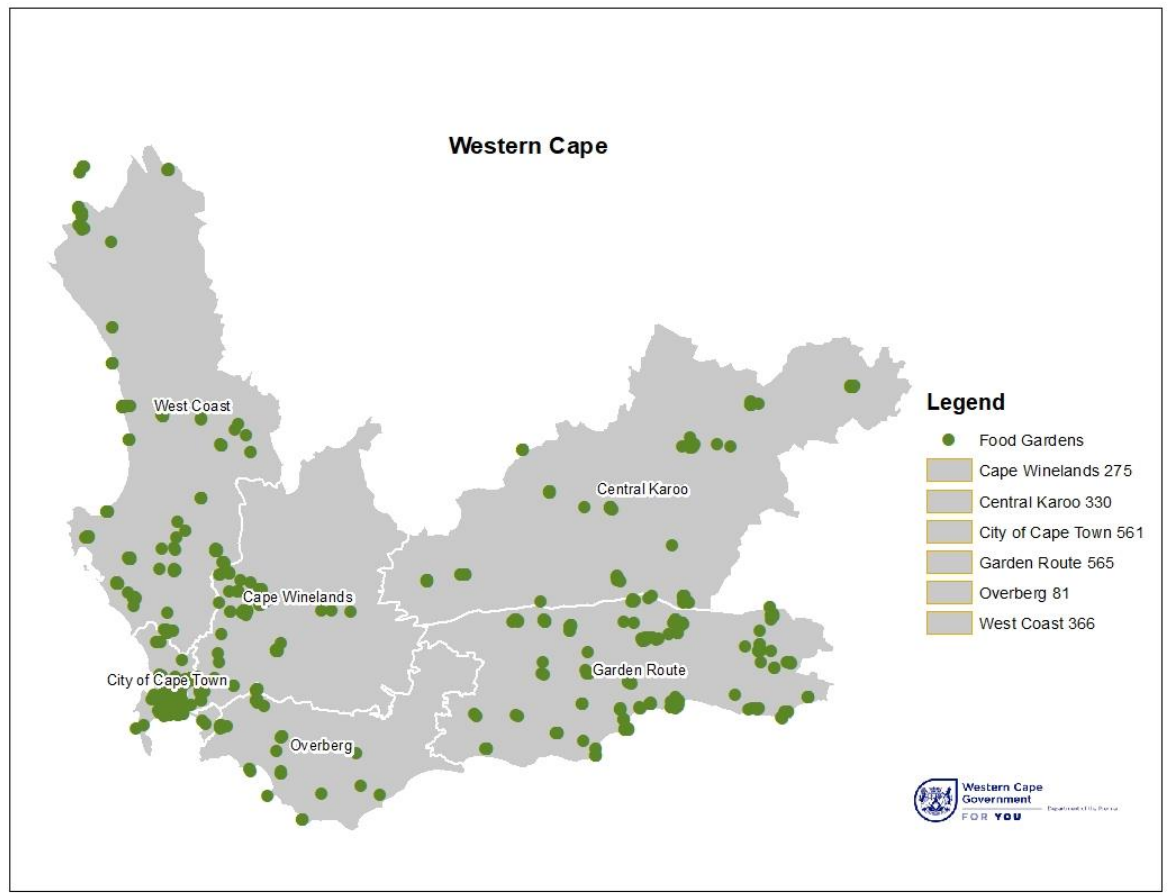 Western Cape
West Coast
Central Karoo
Cape Winelands
Garden Route
City of Cape Town
Overberg
Legend
Food Gardens
Cape Winelands 275
Central Karoo 330
City of Cape Town 561
Garden Route 565
Overberg 81
West Coast 366
Western Cape
Government
FOR YOU